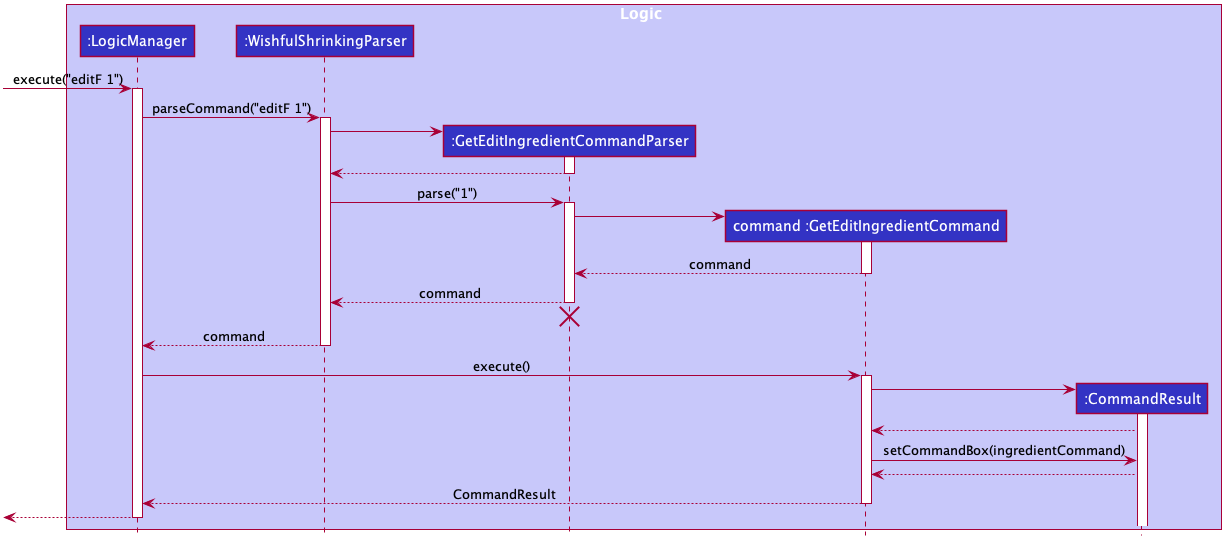 Logic
:LogicManager
:WishfulShrinkingParser
execute("editF 1")
parseCommand("editF 1")
:GetEditIngredientCommandParser
parse("1")
command :GetEditIngredientCommand
command
command
command
execute()
:CommandResult
setCommandBox(ingredientCommand)
CommandResult